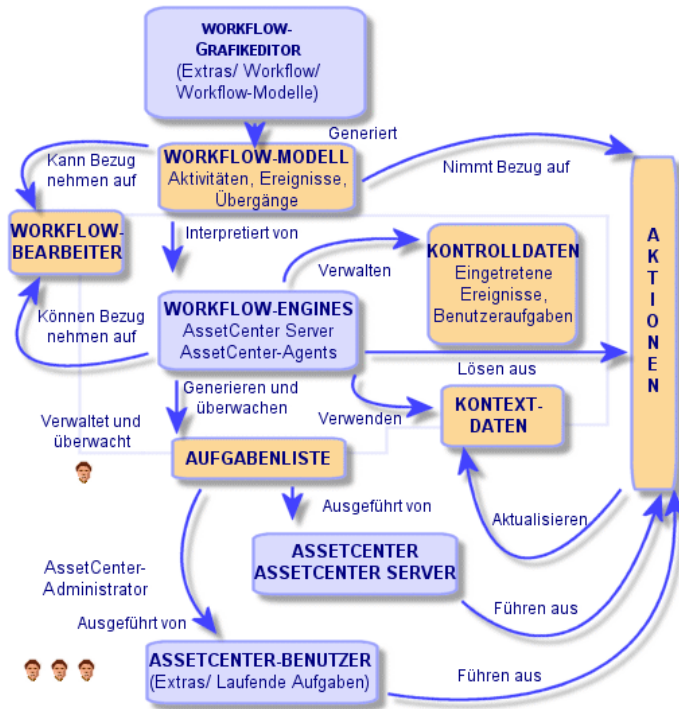 WORKFLOW-
GRAFIKEDITOR
(Extras/ Workflow/
Workflow-Modelle)
Generiert
Kann Bezug
nehmen auf
WORKFLOW-MODELL
Aktivitäten, Ereignisse,
Übergänge
Nimmt Bezug auf
WORKFLOW-
BEARBEITER
Interpretiert von
Verwalten
KONTROLLDATEN
Eingetretene
Ereignisse,
Benutzeraufgaben
AKTIONEN
Können Bezug
nehmen auf
WORKFLOW-ENGINES
AssetCenter Server
AssetCenter-Agents
Lösen aus
Generieren und
überwachen
Verwenden
KONTEXT-
DATEN
Verwaltet und
überwacht
AUFGABENLISTE
Ausgeführt von
Aktualisieren
ASSETCENTER
ASSETCENTER SERVER
AssetCenter-
Administrator
Führen aus
Ausgeführt von
ASSETCENTER-BENUTZER
(Extras/ Laufende Aufgaben)
Führen aus